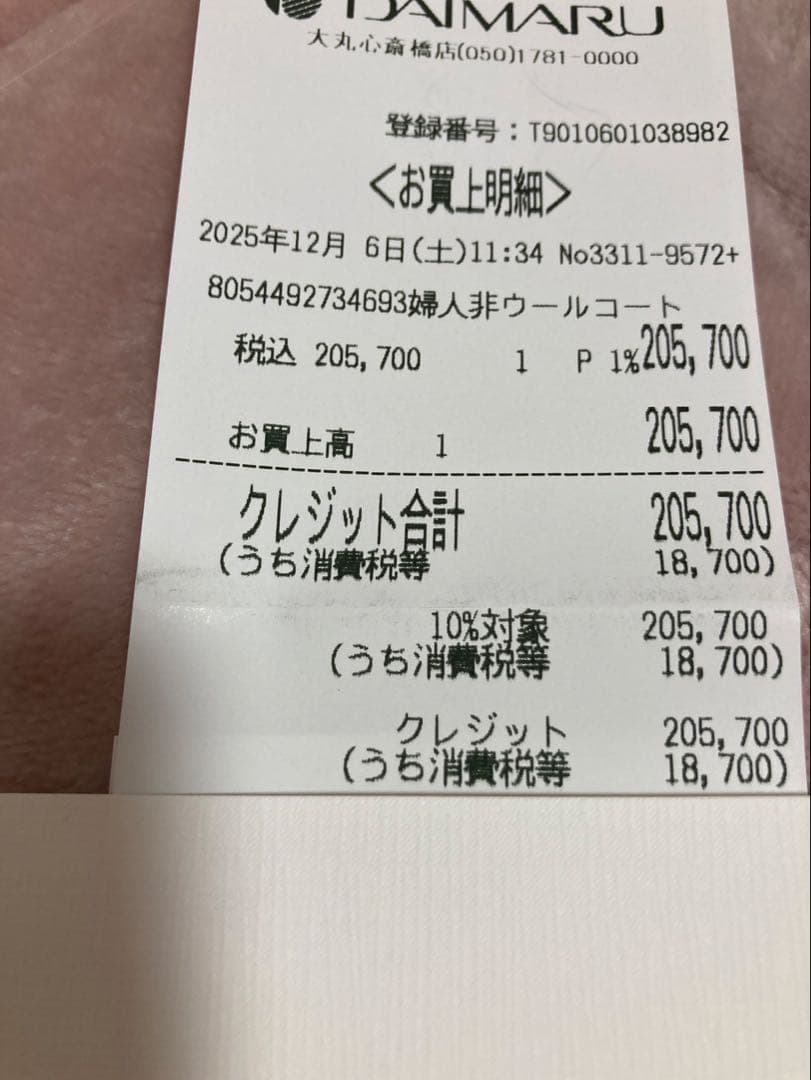 DAIMARU
大丸心斎橋店(050)1781-0000
登録番号：T9010601038982
<お買上明細>
2025年12月 6日(土)11:34 No3311-9572+
8054492734693婦人非ウールコート
税込 205,700 1 P 1%205,700
お買上高 1 205,700
クレジット合計 205,700
(うち消費税等 18,700)
10%対象 205,700
(うち消費税等 18,700)
クレジット 205,700
(うち消費税等 18,700)